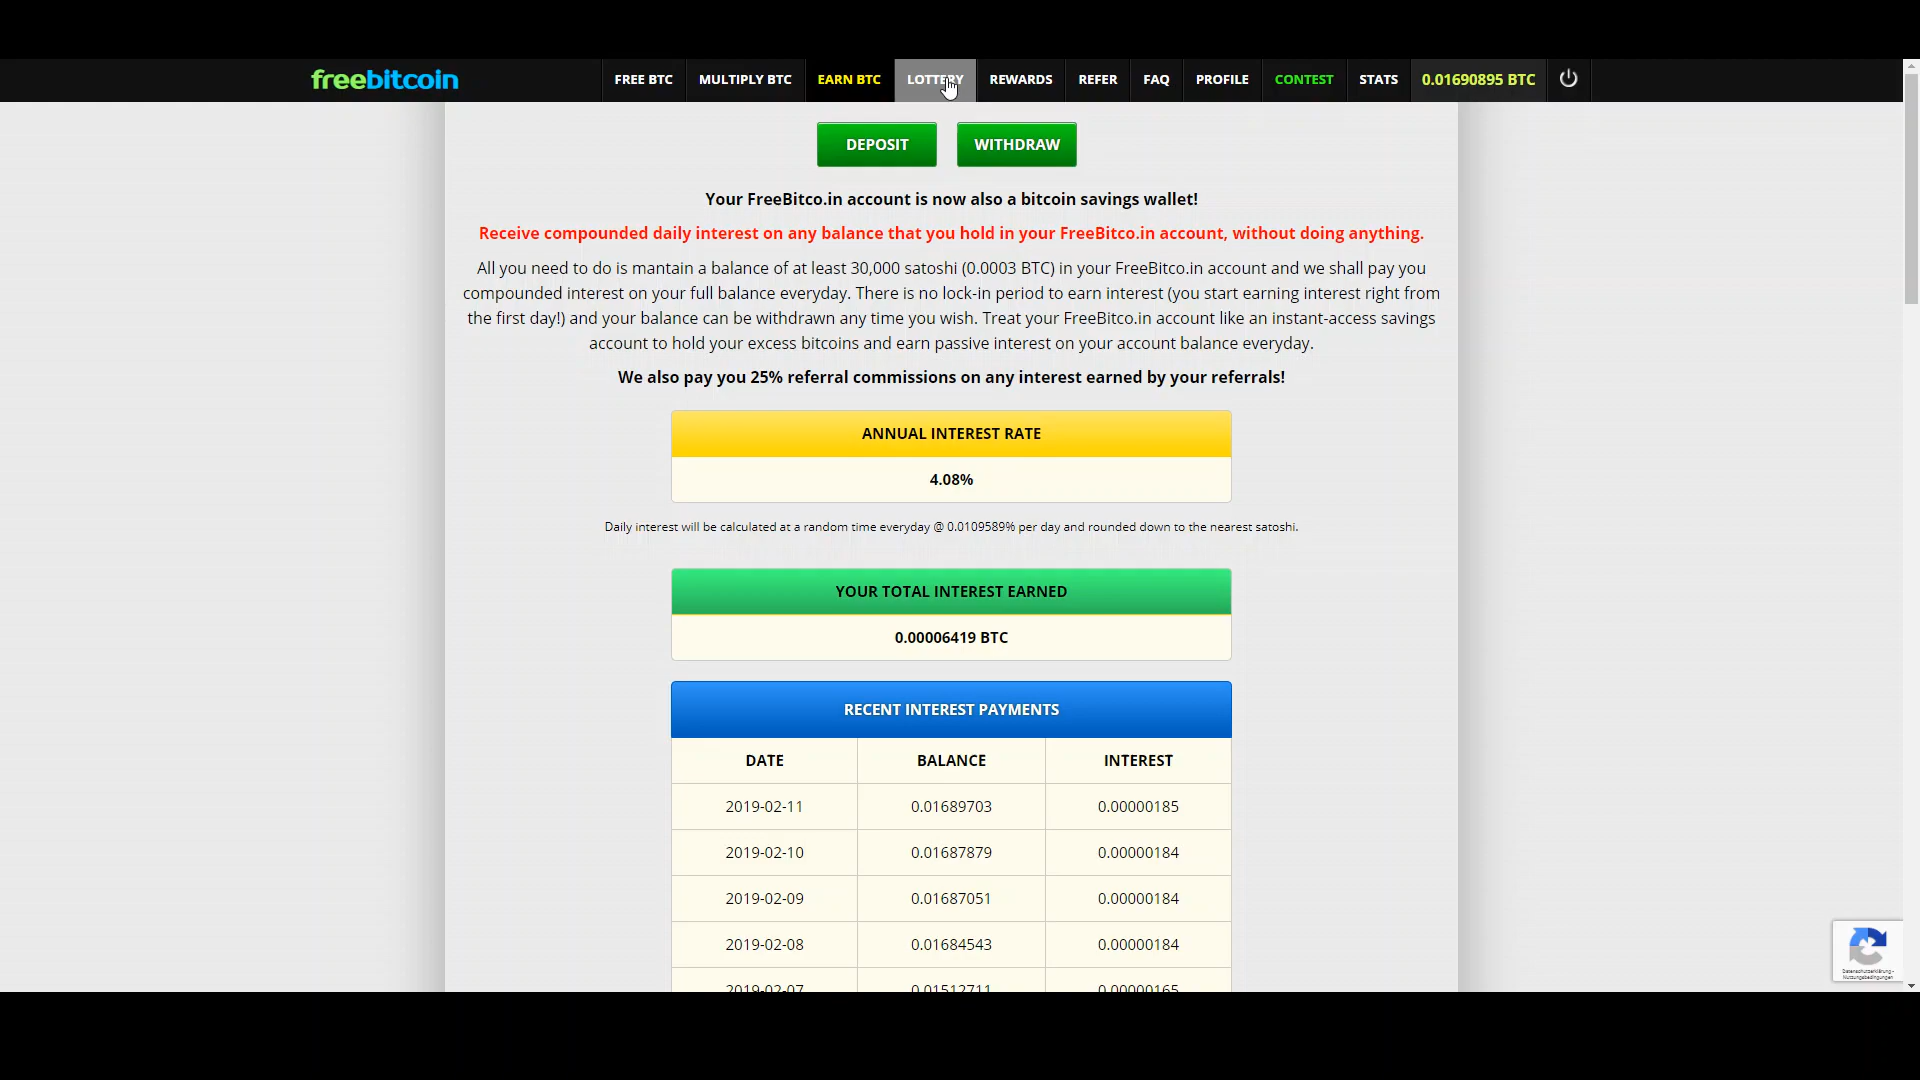 freebitcoin
FREE BTC MULTIPLY BTC EARN BTC LOTTERY REWARDS REFER FAQ PROFILE CONTEST STATS 0.01690895 BTC
DEPOSIT WITHDRAW
Your FreeBitco.in account is now also a bitcoin savings wallet!
Receive compounded daily interest on any balance that you hold in your FreeBitco.in account, without doing anything.
All you need to do is mantain a balance of at least 30,000 satoshi (0.0003 BTC) in your FreeBitco.in account and we shall pay you
compounded interest on your full balance everyday. There is no lock-in period to earn interest (you start earning interest right from
the first day!) and your balance can be withdrawn any time you wish. Treat your FreeBitco.in account like an instant-access savings
account to hold your excess bitcoins and earn passive interest on your account balance everyday.
We also pay you 25% referral commissions on any interest earned by your referrals!
ANNUAL INTEREST RATE
4.08%
Daily interest will be calculated at a random time everyday @ 0.0109589% per day and rounded down to the nearest satoshi.
YOUR TOTAL INTEREST EARNED
0.00006419 BTC
RECENT INTEREST PAYMENTS
DATE BALANCE INTEREST
2019-02-11 0.01689703 0.00000185
2019-02-10 0.01687879 0.00000184
2019-02-09 0.01687051 0.00000184
2019-02-08 0.01684543 0.00000184
2019-02-07 0.01512711 0.00000165
Datenschutzerklärung -
Nutzungsbedingungen